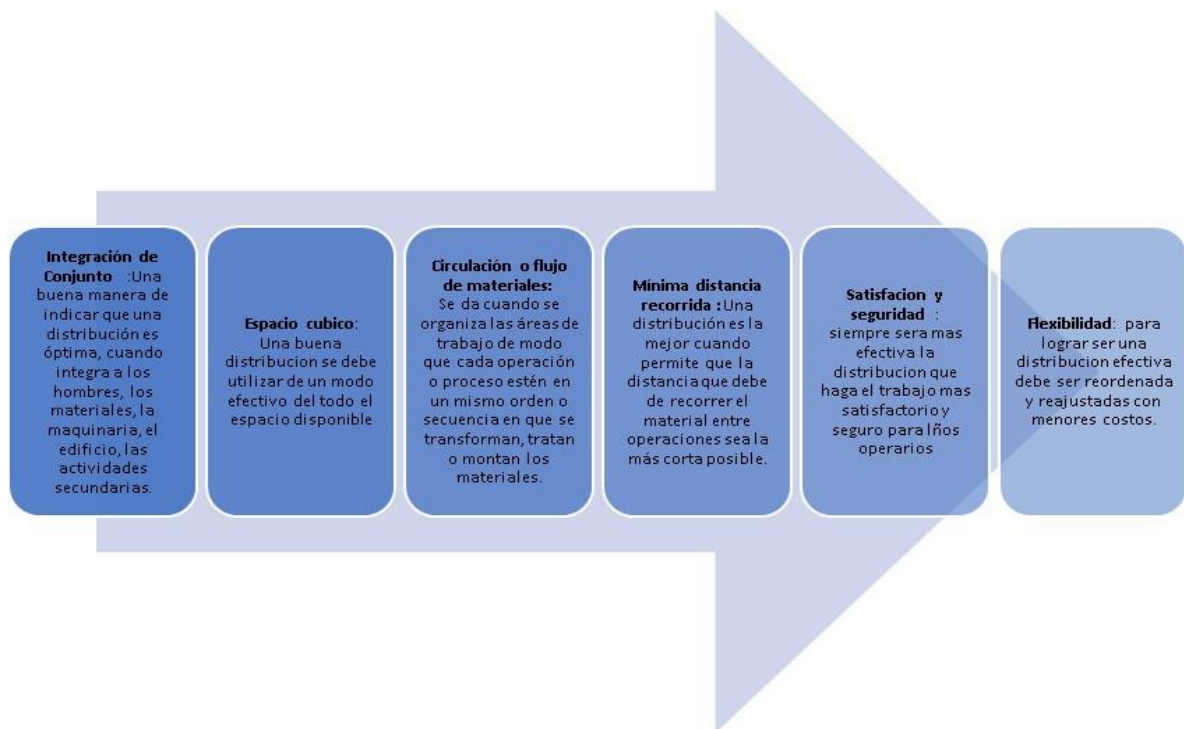 Integración de
Conjunto :Una
buena manera de
indicar que una
distribución es
óptima, cuando
integra a los
hombres, los
materiales, la
maquinaria, el
edificio, las
actividades
secundarias.
Espacio cubico:
Una buena
distribucion se debe
utilizar de un modo
efectivo del todo el
espacio disponible
Circulación o flujo
de materiales:
Se da cuando se
organiza las áreas de
trabajo de modo
que cada operación
o proceso estén en
un mismo orden o
secuencia en que se
transforman, tratan
o montan los
materiales.
Mínima distancia
recorrida :Una
distribución es la
mejor cuando
permite que la
distancia que debe
de recorrer el
material entre
operaciones sea la
más corta posible.
Satisfacion y
seguridad :
siempre sera mas
efectiva la
distribucion que
haga el trabajo mas
satisfactorio y
seguro para lños
operarios
Flexibilidad: para
lograr ser una
distribucion efectiva
debe ser reordenada
y reajustadas con
menores costos.